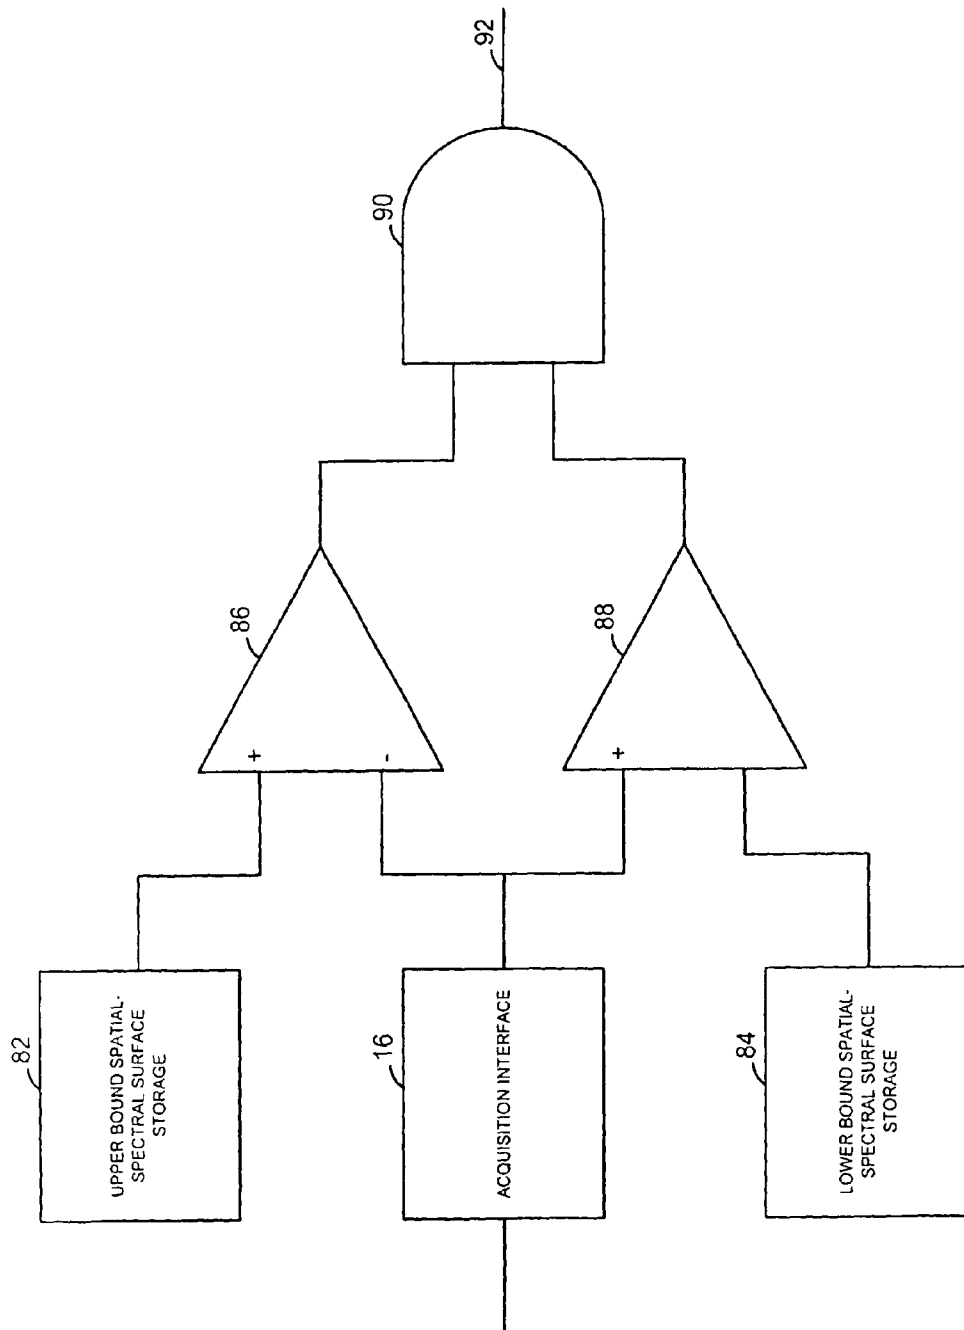 82
UPPER BOUND SPATIAL-
SPECTRAL SURFACE
STORAGE
16
ACQUISITION INTERFACE
84
LOWER BOUND SPATIAL-
SPECTRAL SURFACE
STORAGE
86
+
-
88
+
90
92